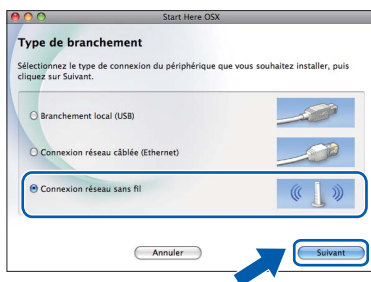 Start Here OSX
Type de branchement
Sélectionnez le type de connexion du périphérique que vous souhaitez installer, puis
cliquez sur Suivant.
Branchement local (USB)
Connexion réseau câblée (Ethernet)
Connexion réseau sans fil
Annuler
Suivant